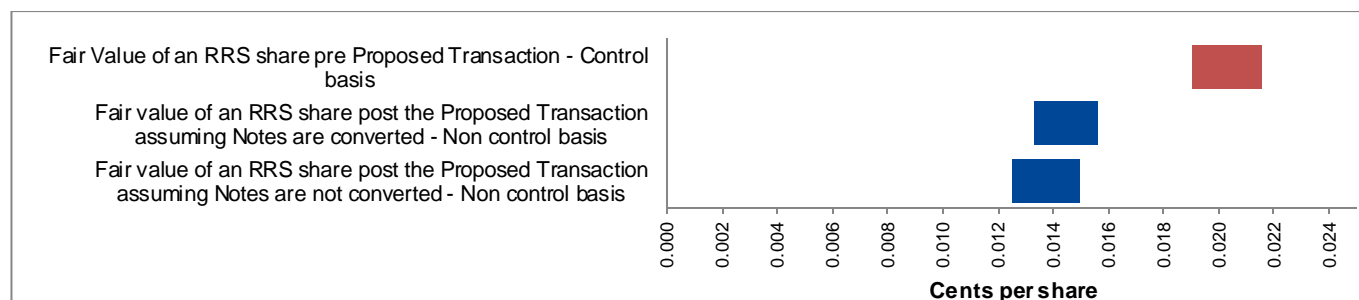 Fair Value of an RRS share pre Proposed Transaction - Control
basis
Fair value of an RRS share post the Proposed Transaction
assuming Notes are converted - Non control basis
Fair value of an RRS share post the Proposed Transaction
assuming Notes are not converted - Non control basis
0.000
0.002
0.004
0.006
0.008
0.010
0.012
0.014
0.016
0.018
0.020
0.022
0.024
Cents per share